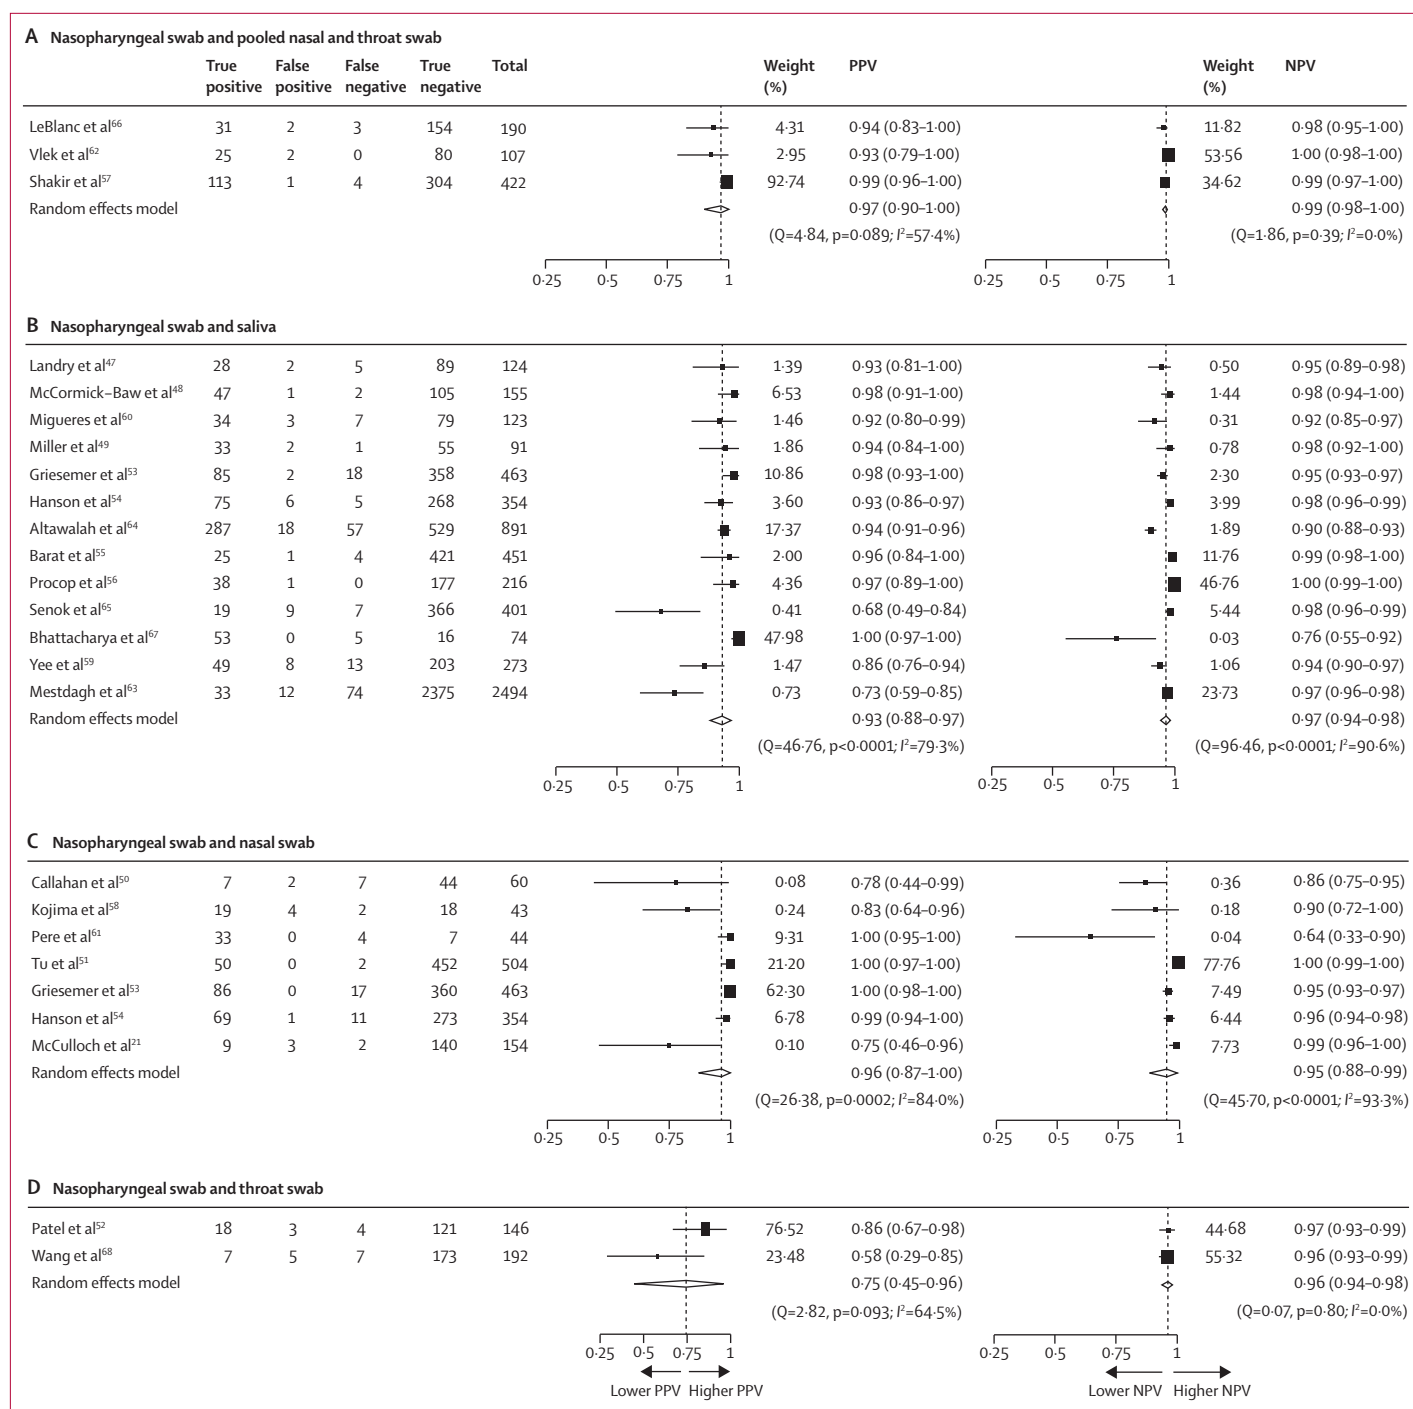 A Nasopharyngeal swab and pooled nasal and throat swab
True positive False positive False negative True negative Total Weight (%) PPV Weight (%) NPV
LeBlanc et al66 31 2 3 154 190 4·31 0·94 (0·83–1·00) 11·82 0·98 (0·95–1·00)
Vlek et al62 25 2 0 80 107 2·95 0·93 (0·79–1·00) 53·56 1·00 (0·98–1·00)
Shakir et al57 113 1 4 304 422 92·74 0·99 (0·96–1·00) 34·62 0·99 (0·97–1·00)
Random effects model 0·97 (0·90–1·00) 0·99 (0·98–1·00)
(Q=4·84, p=0·089; I²=57·4%) (Q=1·86, p=0·39; I²=0·0%)
0·25 0·5 0·75 1 0·25 0·5 0·75 1
B Nasopharyngeal swab and saliva
Landry et al47 28 2 5 89 124 1·39 0·93 (0·81–1·00) 0·50 0·95 (0·89–0·98)
McCormick–Baw et al48 47 1 2 105 155 6·53 0·98 (0·91–1·00) 1·44 0·98 (0·94–1·00)
Migueres et al60 34 3 7 79 123 1·46 0·92 (0·80–0·99) 0·31 0·92 (0·85–0·97)
Miller et al49 33 2 1 55 91 1·86 0·94 (0·84–1·00) 0·78 0·98 (0·92–1·00)
Griesemer et al53 85 2 18 358 463 10·86 0·98 (0·93–1·00) 2·30 0·95 (0·93–0·97)
Hanson et al54 75 6 5 268 354 3·60 0·93 (0·86–0·97) 3·99 0·98 (0·96–0·99)
Altawalah et al64 287 18 57 529 891 17·37 0·94 (0·91–0·96) 1·89 0·90 (0·88–0·93)
Barat et al55 25 1 4 421 451 2·00 0·96 (0·84–1·00) 11·76 0·99 (0·98–1·00)
Procop et al56 38 1 0 177 216 4·36 0·97 (0·89–1·00) 46·76 1·00 (0·99–1·00)
Senok et al65 19 9 7 366 401 0·41 0·68 (0·49–0·84) 5·44 0·98 (0·96–0·99)
Bhattacharya et al67 53 0 5 16 74 47·98 1·00 (0·97–1·00) 0·03 0·76 (0·55–0·92)
Yee et al59 49 8 13 203 273 1·47 0·86 (0·76–0·94) 1·06 0·94 (0·90–0·97)
Mestdagh et al63 33 12 74 2375 2494 0·73 0·73 (0·59–0·85) 23·73 0·97 (0·96–0·98)
Random effects model 0·93 (0·88–0·97) 0·97 (0·94–0·98)
(Q=46·76, p<0·0001; I²=79·3%) (Q=96·46, p<0·0001; I²=90·6%)
0·25 0·5 0·75 1 0·25 0·5 0·75 1
C Nasopharyngeal swab and nasal swab
Callahan et al50 7 2 7 44 60 0·08 0·78 (0·44–0·99) 0·36 0·86 (0·75–0·95)
Kojima et al58 19 4 2 18 43 0·24 0·83 (0·64–0·96) 0·18 0·90 (0·72–1·00)
Pere et al61 33 0 4 7 44 9·31 1·00 (0·95–1·00) 0·04 0·64 (0·33–0·90)
Tu et al51 50 0 2 452 504 21·20 1·00 (0·97–1·00) 77·76 1·00 (0·99–1·00)
Griesemer et al53 86 0 17 360 463 62·30 1·00 (0·98–1·00) 7·49 0·95 (0·93–0·97)
Hanson et al54 69 1 11 273 354 6·78 0·99 (0·94–1·00) 6·44 0·96 (0·94–0·98)
McCulloch et al21 9 3 2 140 154 0·10 0·75 (0·46–0·96) 7·73 0·99 (0·96–1·00)
Random effects model 0·96 (0·87–1·00) 0·95 (0·88–0·99)
(Q=26·38, p=0·0002; I²=84·0%) (Q=45·70, p<0·0001; I²=93·3%)
0·25 0·5 0·75 1 0·25 0·5 0·75 1
D Nasopharyngeal swab and throat swab
Patel et al52 18 3 4 121 146 76·52 0·86 (0·67–0·98) 44·68 0·97 (0·93–0·99)
Wang et al68 7 5 7 173 192 23·48 0·58 (0·29–0·85) 55·32 0·96 (0·93–0·99)
Random effects model 0·75 (0·45–0·96) 0·96 (0·94–0·98)
(Q=2·82, p=0·093; I²=64·5%) (Q=0·07, p=0·80; I²=0·0%)
0·25 0·5 0·75 1 0·25 0·5 0·75 1
Lower PPV Higher PPV Lower NPV Higher NPV